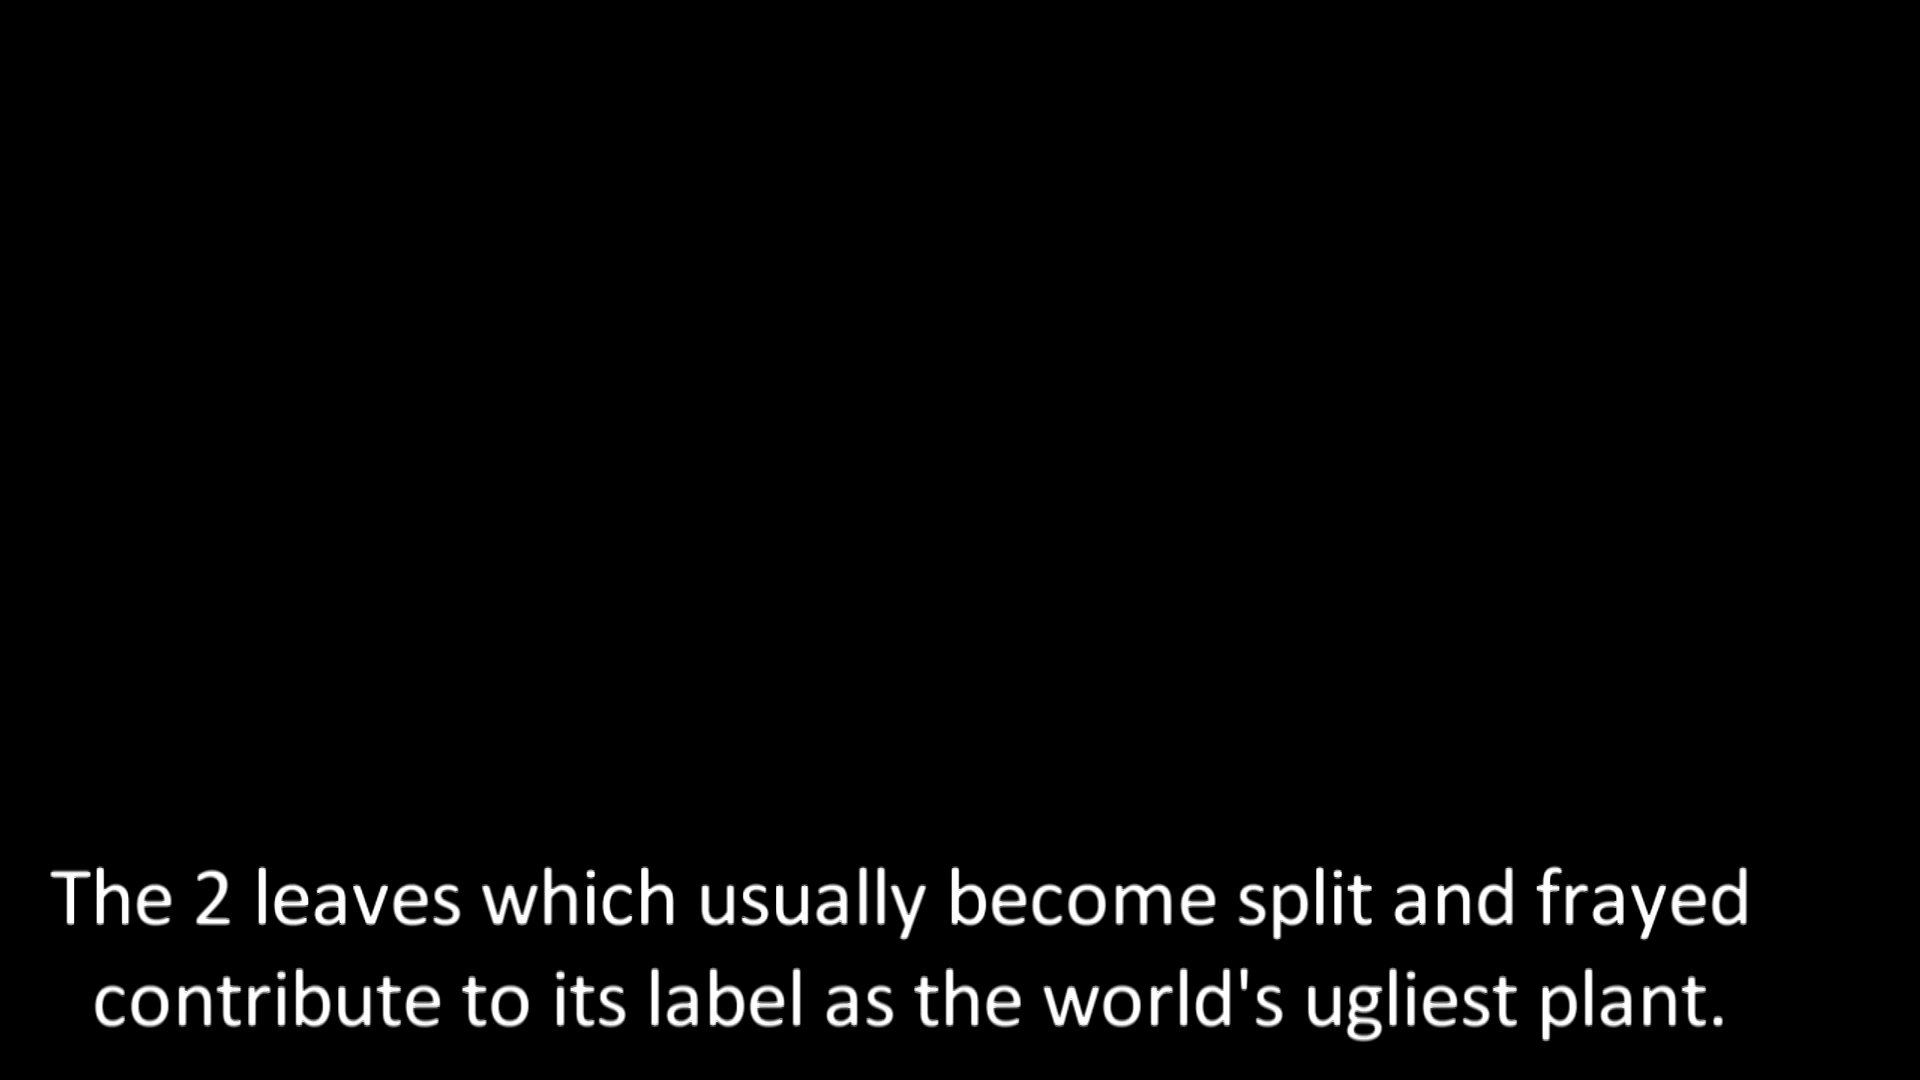 The 2 leaves which usually become split and frayed
contribute to its label as the world's ugliest plant.